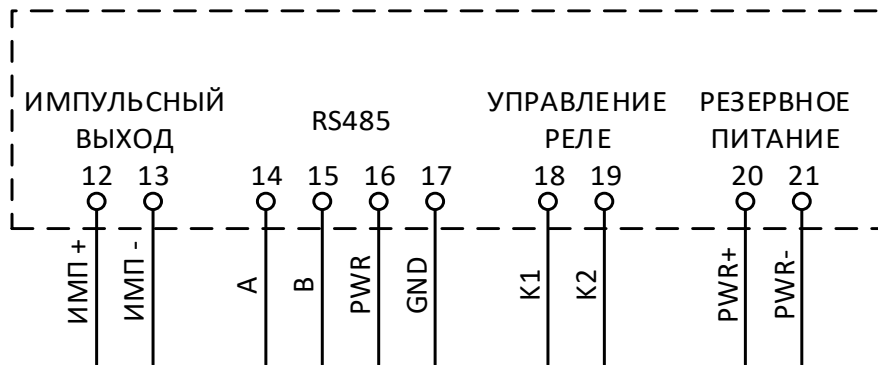 ИМПУЛЬСНЫЙ
ВЫХОД
RS485
УПРАВЛЕНИЕ
РЕЛЕ
РЕЗЕРВНОЕ
ПИТАНИЕ
12 13 14 15 16 17 18 19 20 21
ИМП +
ИМП -
A
B
PWR
GND
K1
K2
PWR+
PWR-